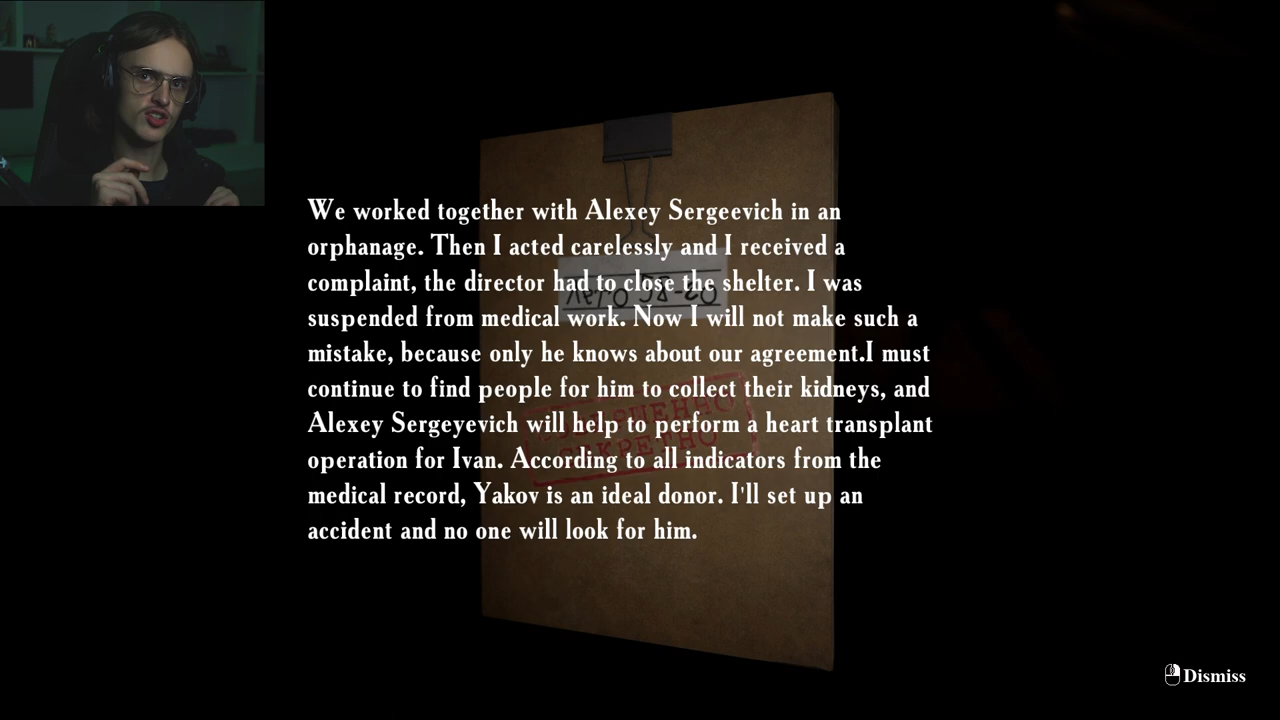 We worked together with Alexey Sergeevich in an
orphanage. Then I acted carelessly and I received a
complaint, the director had to close the shelter. I was
suspended from medical work. Now I will not make such a
mistake, because only he knows about our agreement.I must
continue to find people for him to collect their kidneys, and
Alexey Sergeyevich will help to perform a heart transplant
operation for Ivan. According to all indicators from the
medical record, Yakov is an ideal donor. I'll set up an
accident and no one will look for him.
Dismiss